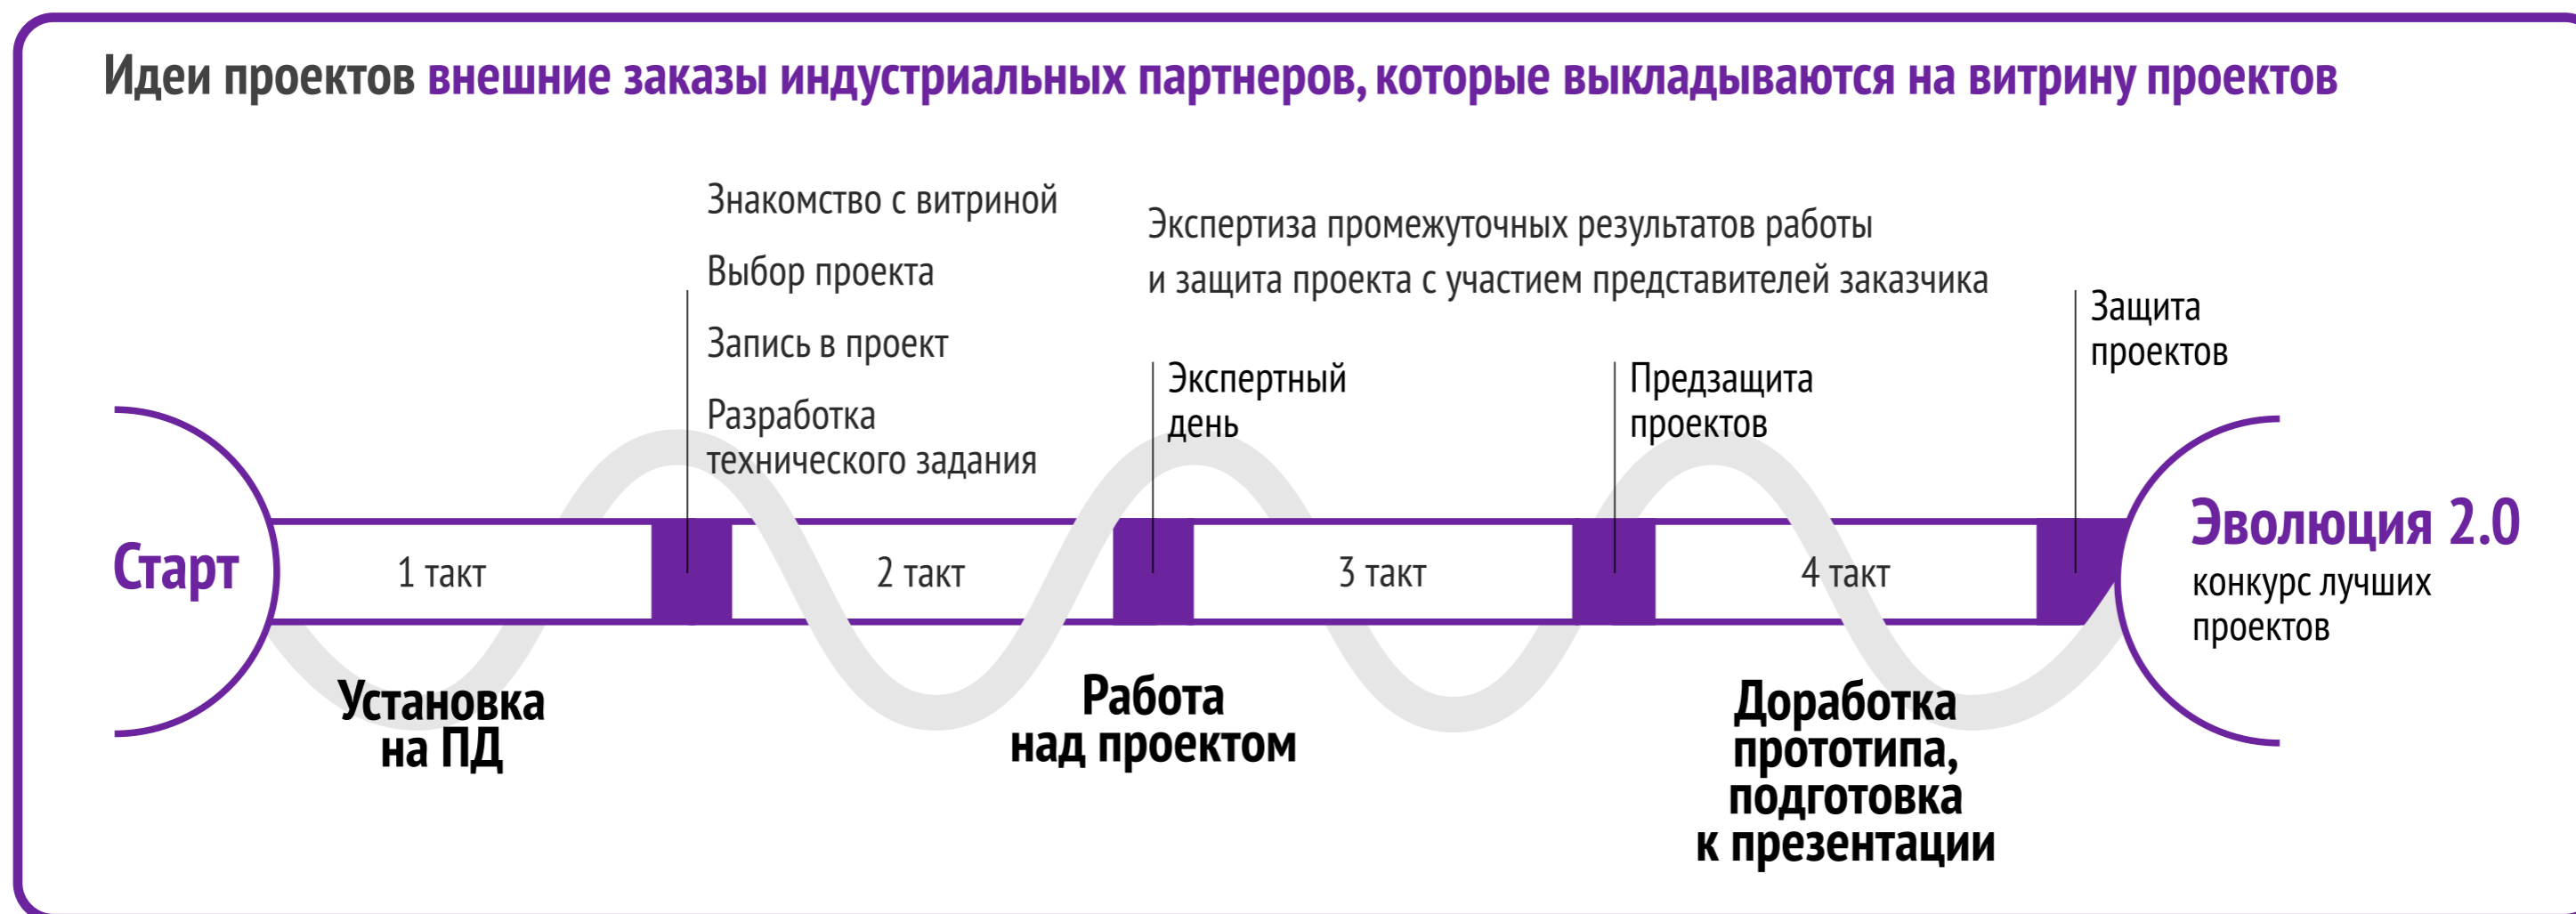 Идеи проектов внешние заказы индустриальных партнеров, которые выкладываются на витрину проектов
Знакомство с витриной
Выбор проекта
Запись в проект
Разработка
технического задания
Экспертиза промежуточных результатов работы
и защита проекта с участием представителей заказчика
Экспертный
день
Предзащита
проектов
Защита
проектов
Старт
1 такт
2 такт
3 такт
4 такт
Эволюция 2.0
конкурс лучших
проектов
Установка
на ПД
Работа
над проектом
Доработка
прототипа,
подготовка
к презентации